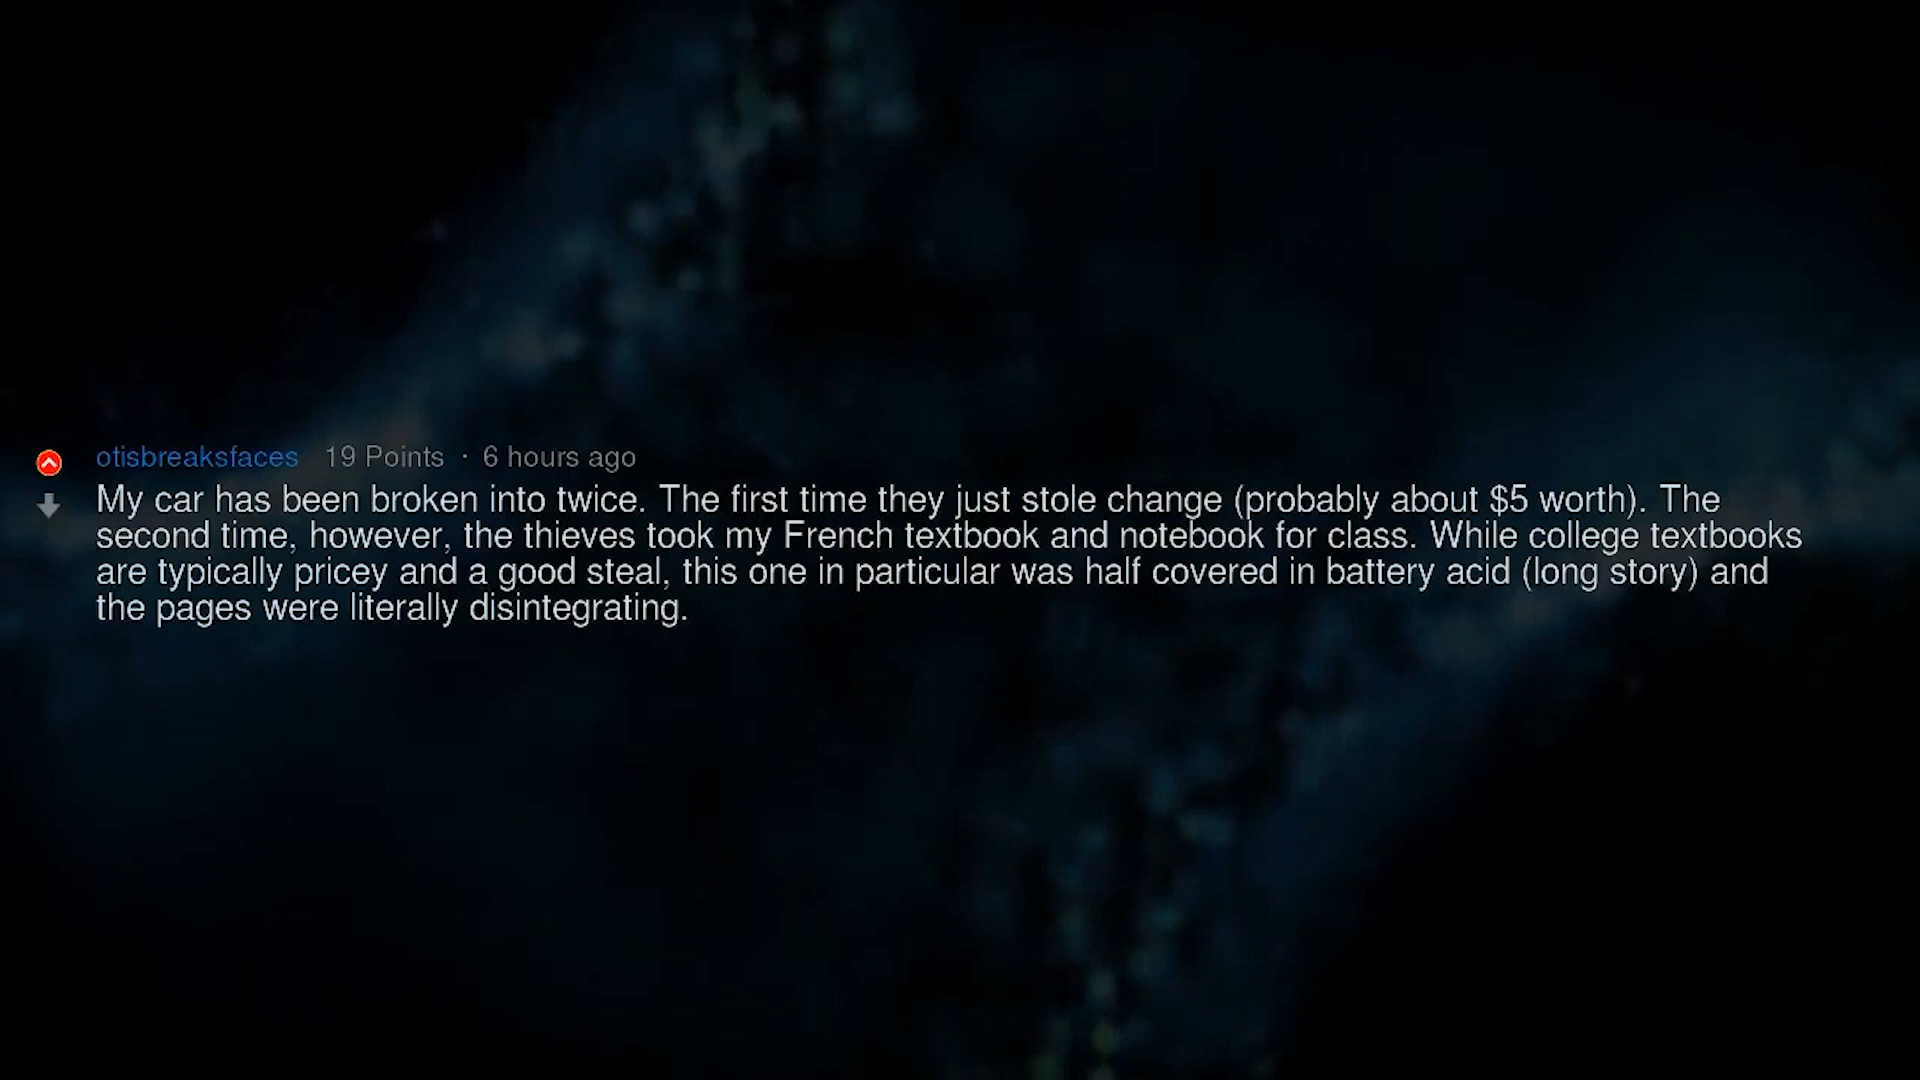 otisbreaksfaces 19 Points · 6 hours ago
My car has been broken into twice. The first time they just stole change (probably about $5 worth). The
second time, however, the thieves took my French textbook and notebook for class. While college textbooks
are typically pricey and a good steal, this one in particular was half covered in battery acid (long story) and
the pages were literally disintegrating.